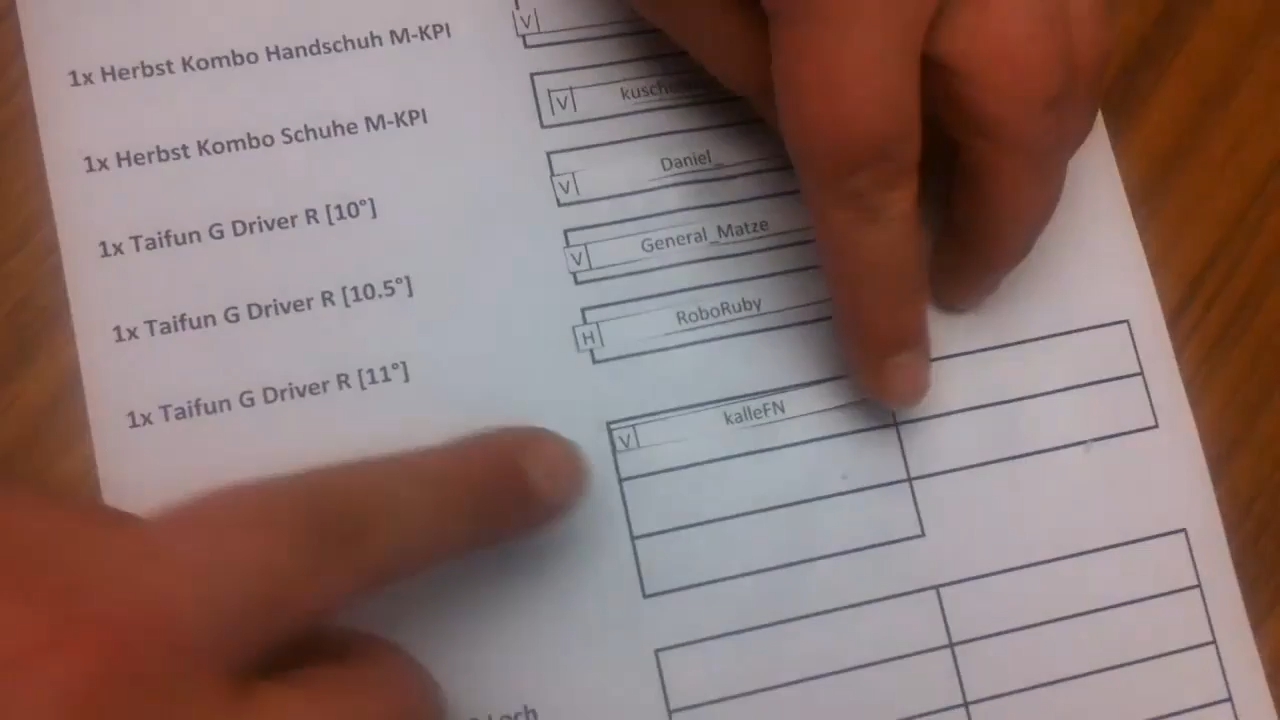 1x Herbst Kombo Handschuh M-KPI
V
1x Herbst Kombo Schuhe M-KPI
V
1x Taifun G Driver R [10°]
V Daniel_
1x Taifun G Driver R [10.5°]
V General_Matze
1x Taifun G Driver R [11°]
H RoboRuby
V kalleFN